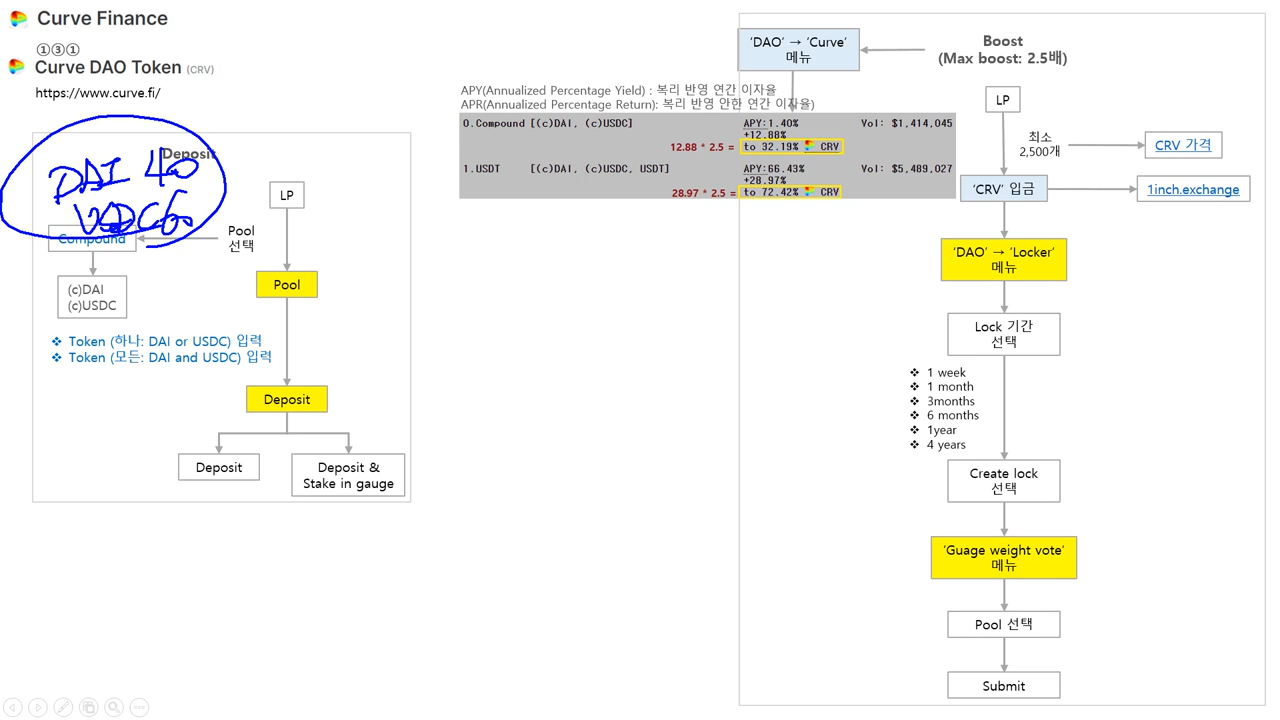 Curve Finance
①③①
Curve DAO Token (CRV)
https://www.curve.fi/
Deposit
DAI 40
USDC 60
LP
Compound
Pool
선택
(c)DAI
(c)USDC
Pool
❖ Token (하나: DAI or USDC) 입력
❖ Token (모든: DAI and USDC) 입력
Deposit
Deposit
Deposit &
Stake in gauge
‘DAO’ → ‘Curve’
메뉴
Boost
(Max boost: 2.5배)
APY(Annualized Percentage Yield) : 복리 반영 연간 이자율
APR(Annualized Percentage Return): 복리 반영 안한 연간 이자율)
0.Compound [(c)DAI, (c)USDC] APY:1.40% Vol: $1,414,045
+12.88%
12.88 * 2.5 = to 32.19% CRV
1.USDT [(c)DAI, (c)USDC, USDT] APY:66.43% Vol: $5,489,027
+28.97%
28.97 * 2.5 = to 72.42% CRV
LP
최소
2,500개
CRV 가격
‘CRV’ 입금
1inch.exchange
‘DAO’ → ‘Locker’
메뉴
Lock 기간
선택
❖ 1 week
❖ 1 month
❖ 3months
❖ 6 months
❖ 1year
❖ 4 years
Create lock
선택
‘Guage weight vote’
메뉴
Pool 선택
Submit